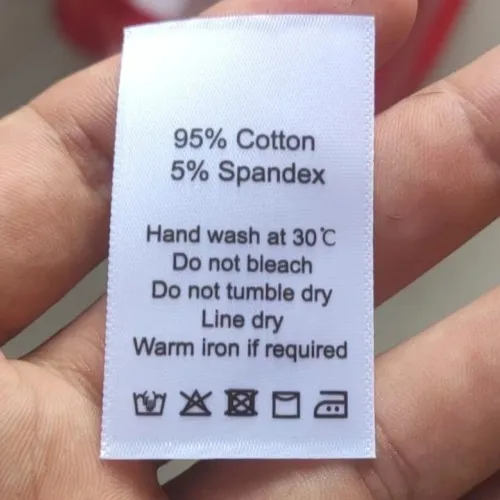 95% Cotton
5% Spandex
Hand wash at 30℃
Do not bleach
Do not tumble dry
Line dry
Warm iron if required